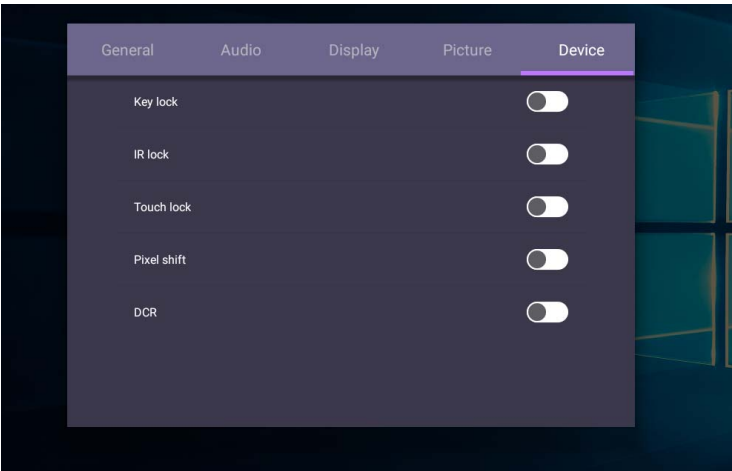 General Audio Display Picture Device
Key lock
IR lock
Touch lock
Pixel shift
DCR